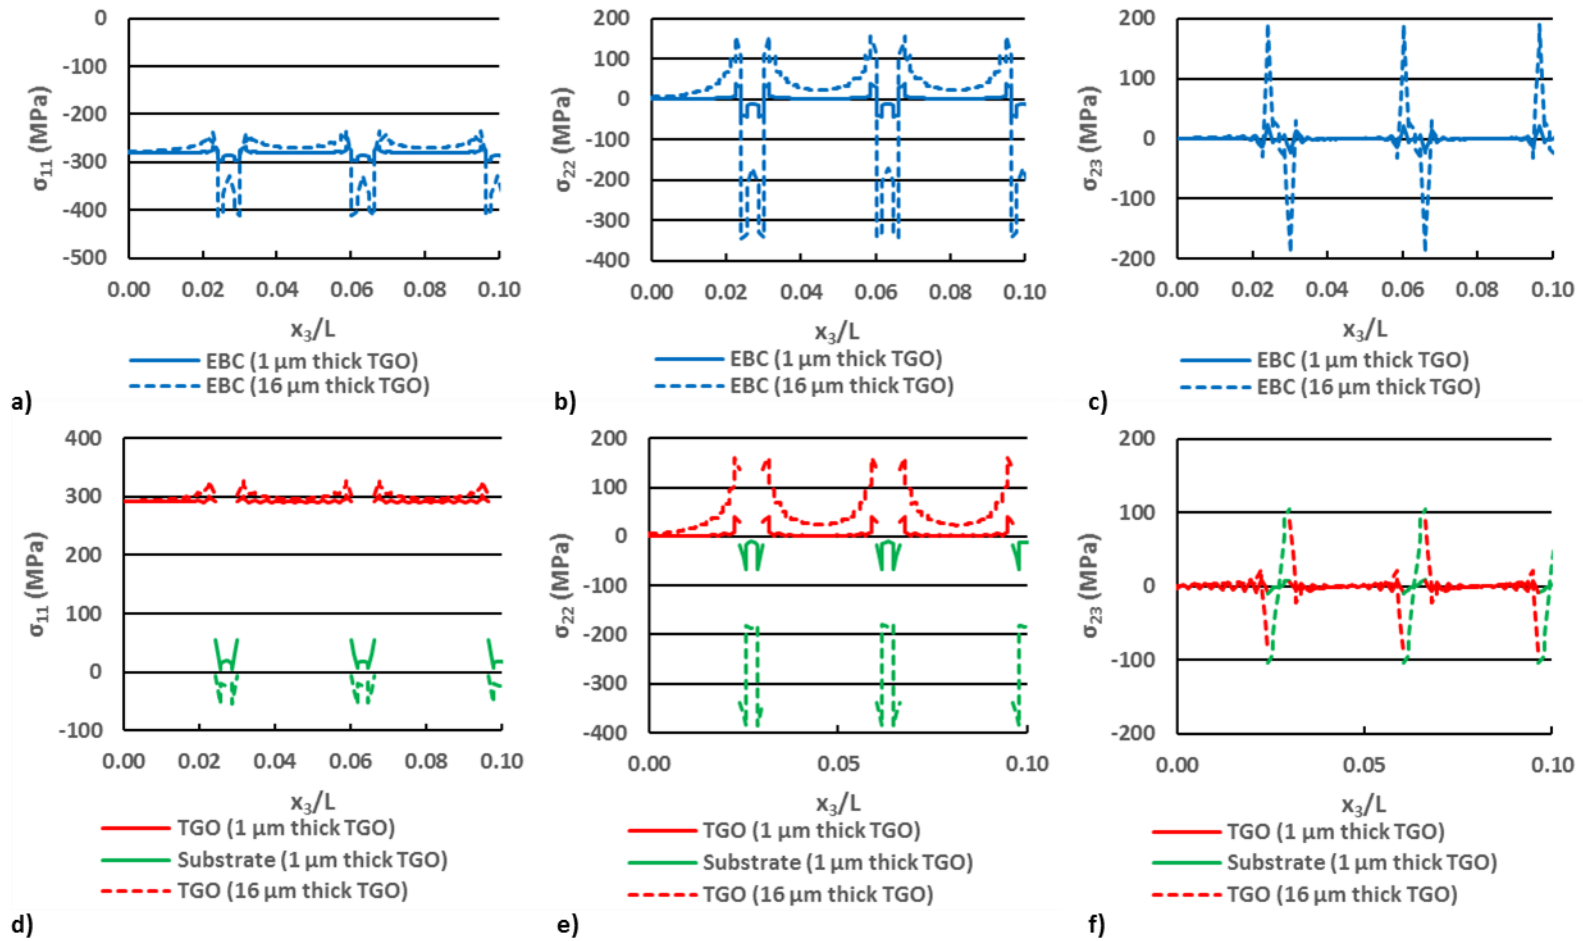 0
-100
-200
-300
-400
-500
σ11 (MPa)
0.00 0.02 0.04 0.06 0.08 0.10
x3/L
EBC (1 µm thick TGO)
EBC (16 µm thick TGO)
a)
200
100
0
-100
-200
-300
-400
σ22 (MPa)
0.00 0.02 0.04 0.06 0.08 0.10
x3/L
EBC (1 µm thick TGO)
EBC (16 µm thick TGO)
b)
200
100
0
-100
-200
σ23 (MPa)
0.00 0.02 0.04 0.06 0.08 0.10
x3/L
EBC (1 µm thick TGO)
EBC (16 µm thick TGO)
c)
400
300
200
100
0
-100
σ11 (MPa)
0.00 0.02 0.04 0.06 0.08 0.10
x3/L
TGO (1 µm thick TGO)
Substrate (1 µm thick TGO)
TGO (16 µm thick TGO)
d)
200
100
0
-100
-200
-300
-400
σ22 (MPa)
0.00 0.05 0.10
x3/L
TGO (1 µm thick TGO)
Substrate (1 µm thick TGO)
TGO (16 µm thick TGO)
e)
200
100
0
-100
-200
σ23 (MPa)
0.00 0.05 0.10
x3/L
TGO (1 µm thick TGO)
Substrate (1 µm thick TGO)
TGO (16 µm thick TGO)
f)